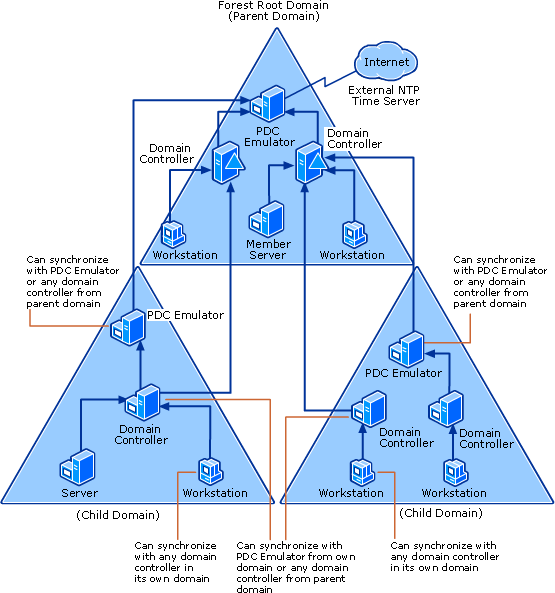 Forest Root Domain
(Parent Domain)
Internet
External NTP
Time Server
PDC
Emulator
Domain
Controller
Domain
Controller
Workstation
Member
Server
Workstation
Can synchronize
with PDC Emulator
or any domain
controller from
parent domain
Can synchronize
with PDC Emulator
or any domain
controller from
parent domain
PDC Emulator
PDC Emulator
Domain
Controller
Domain
Controller
Domain
Controller
Server
Workstation
Workstation
Workstation
(Child Domain)
(Child Domain)
Can synchronize
with any domain
controller in
its own domain
Can synchronize with
PDC Emulator from own
domain or any domain
controller from parent
domain
Can synchronize with
any domain controller
in its own domain